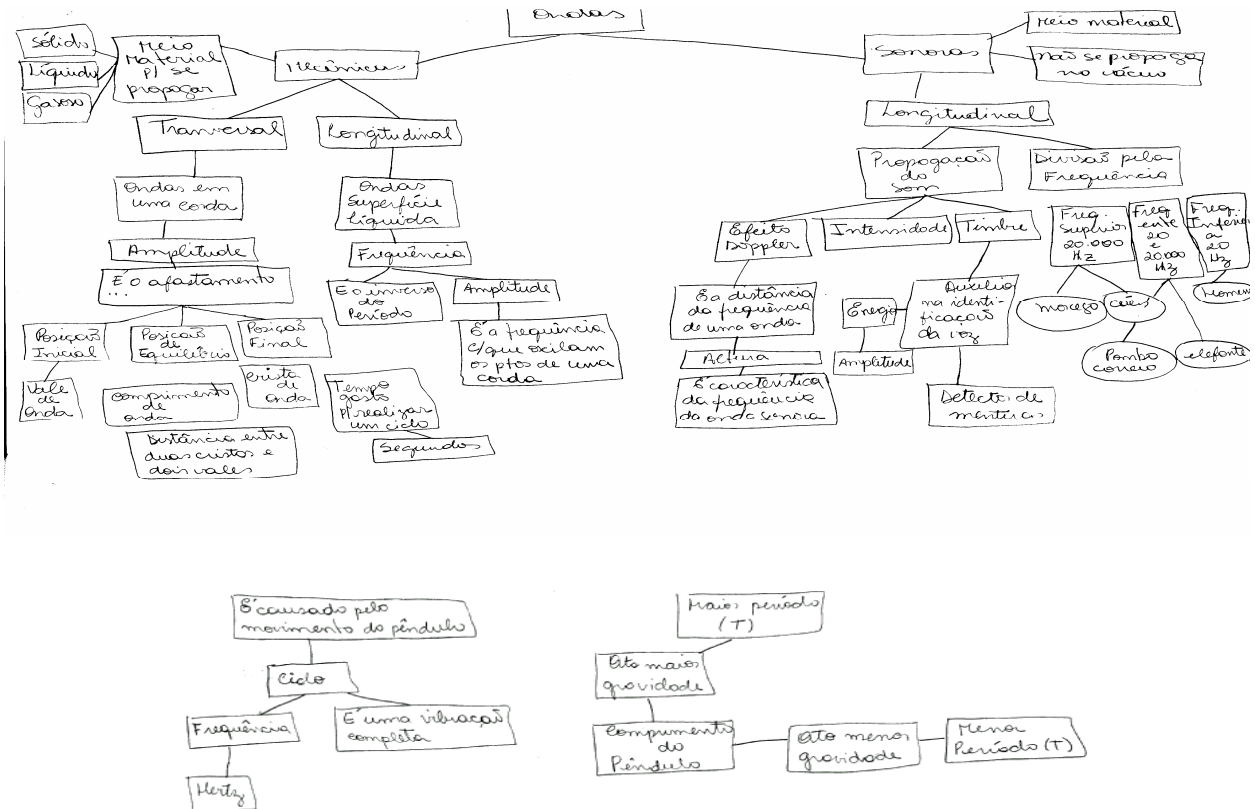 Ondas
Sólido
Líquido
Gasoso
Meio
Material
p/ se
propagar
Mecânicas
Sonoras
Meio material
não se propaga
no vácuo
Tranversal
Longitudinal
Longitudinal
Ondas em
uma corda
Ondas
Superfície
líquida
Propagação
do
som
Divisão pela
Frequência
Amplitude
É o afastamento
...
Frequência
Efeito
Doppler
Intensidade
Timbre
Freq.
Superior
20.000
Hz
Freq
ente
20
e
20000
Hz
Freq.
Inferior
a
20
Hz
Posição
Inicial
Posição
de
Equilíbrio
Posição
Final
É o inverso
do
Período
Amplitude
É a distância
da frequência
de uma onda
Energia
Auxilia
na identi-
ficação
da voz
morcego
cães
Homem
Vale
de
onda
comprimento
de
onda
Crista
de
onda
Tempo
gasto
p/ realizar
um ciclo
É a frequência
c/ que oscilam
os ptos de uma
corda
Altura
Amplitude
Pombo
correio
elefante
Distância entre
duas cristas e
dois vales
Segundos
É característica
da frequência
da onda sonora
Detector de
mentiras
É causado pelo
movimento do pêndulo
Ciclo
Frequência
É uma vibração
completa
Hertz
Maior período
(T)
Qto maior
gravidade
Comprimento
do
Pêndulo
Qto menor
gravidade
Menor
Período (T)